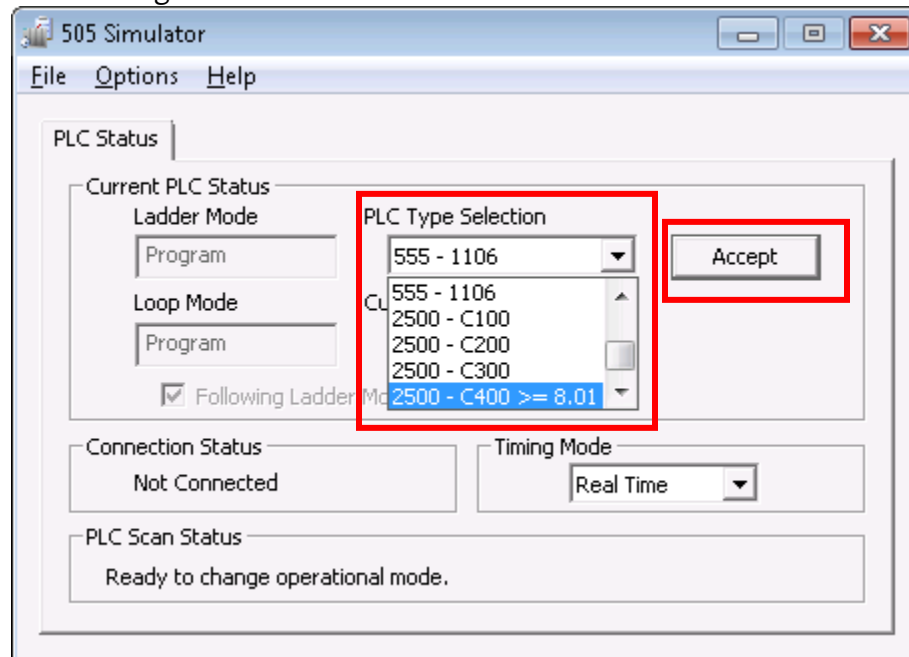 505 Simulator
File Options Help
PLC Status
Current PLC Status
Ladder Mode
PLC Type Selection
Program
555 - 1106
Accept
Loop Mode
555 - 1106
2500 - C100
2500 - C200
2500 - C300
2500 - C400 >= 8.01
Program
Following Ladder
Connection Status
Not Connected
Timing Mode
Real Time
PLC Scan Status
Ready to change operational mode.